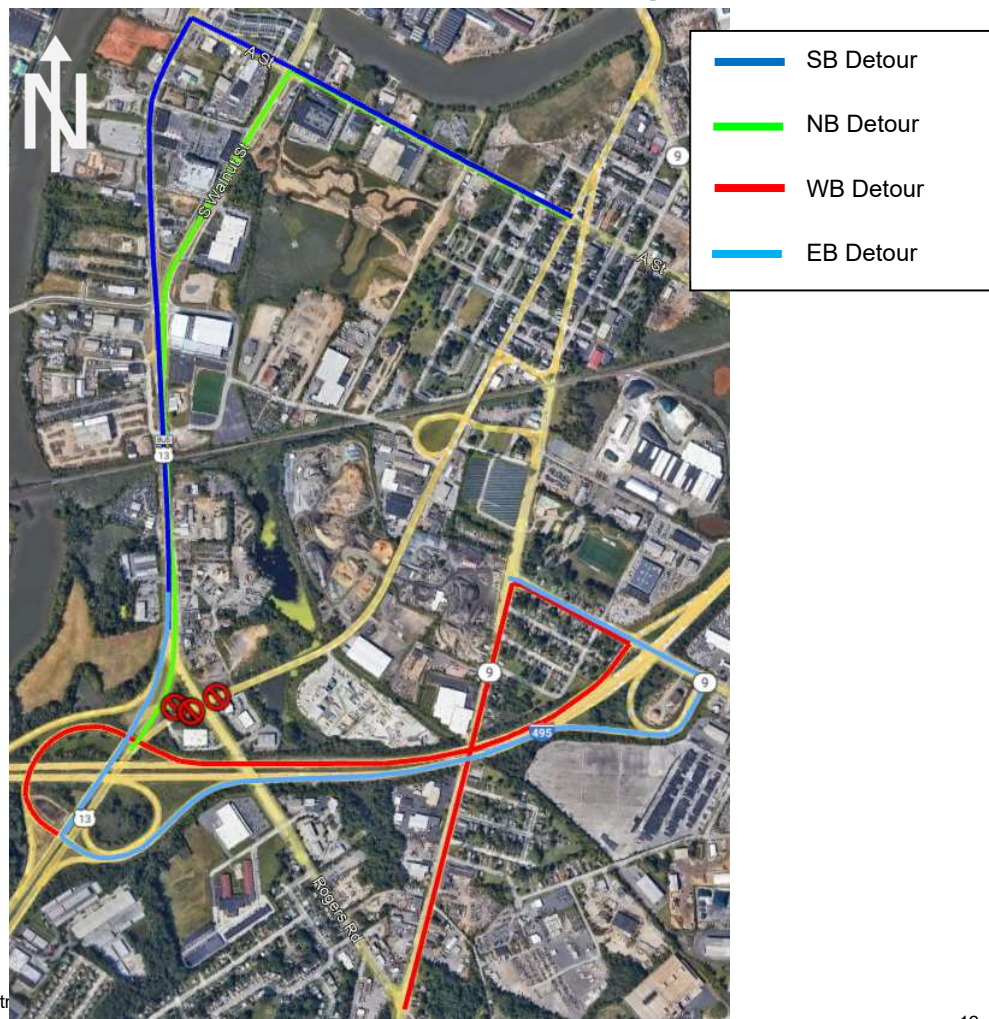 N
A St
S Walnut St
9
A St
BUS
13
9
9
495
13
Rogers Rd
SB Detour
NB Detour
WB Detour
EB Detour